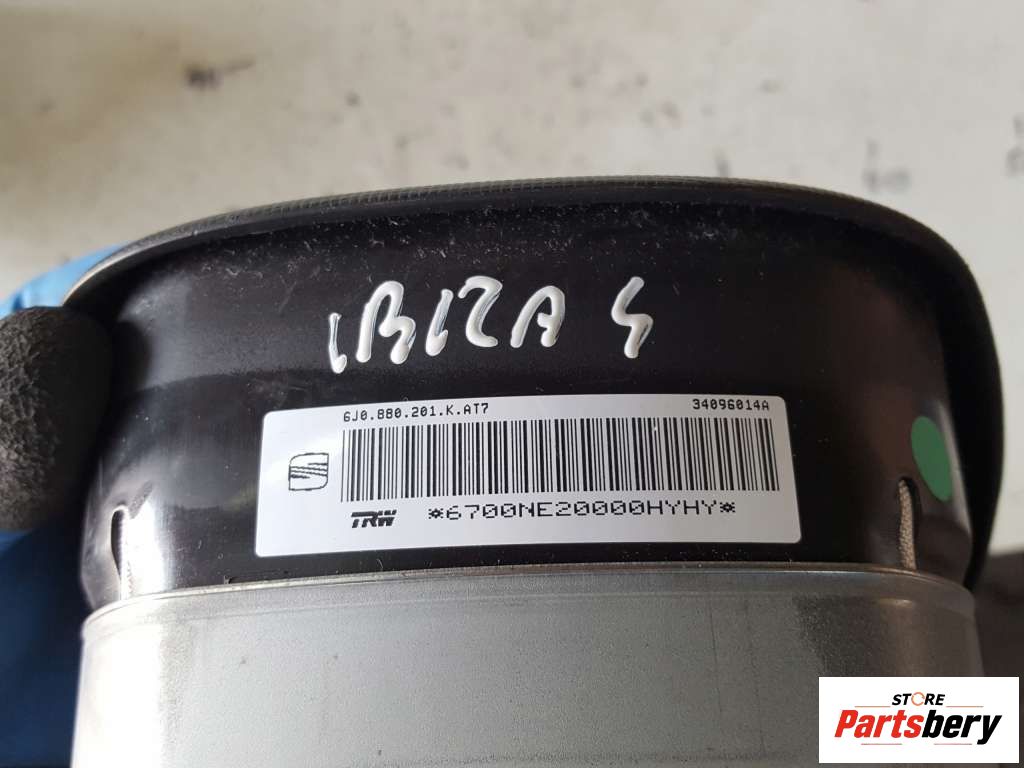 IBIZA 4
6J0.880.201.K.AT7 34096014A
TRW *6700NE20000HYHY*
STORE
Partsbery